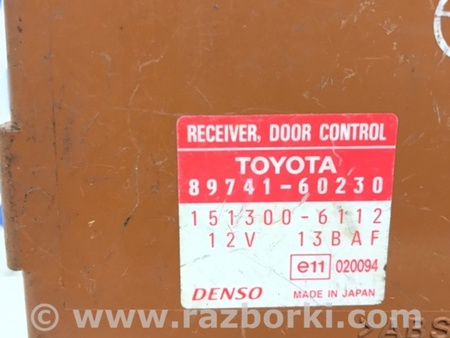 RECEIVER, DOOR CONTROL
TOYOTA
89741-60230
151300-6112
12V 13BAF
e11 020094
DENSO MADE IN JAPAN
>ABS
© www.razborki.com